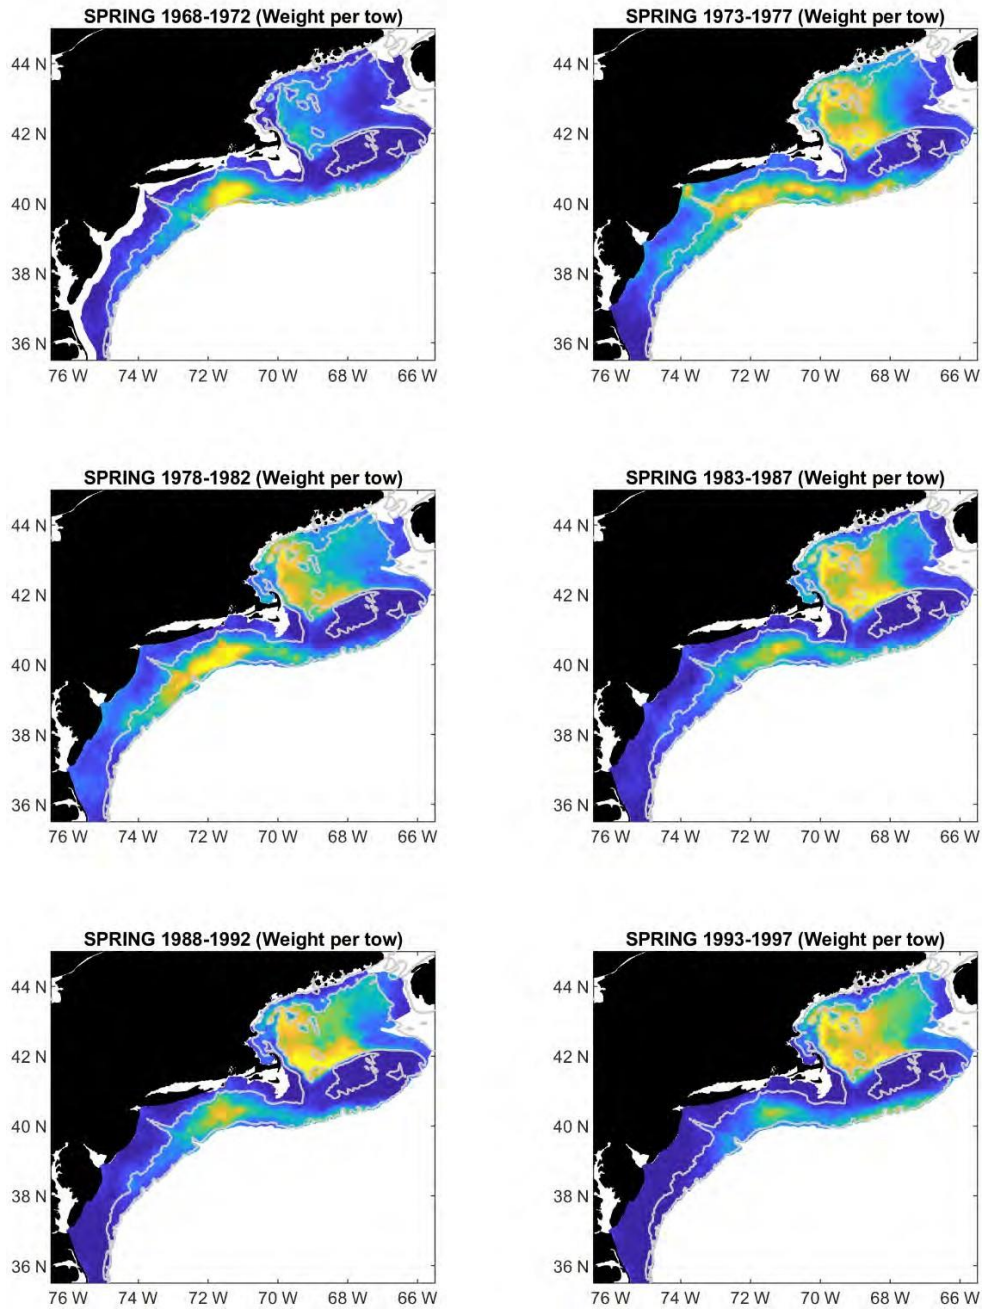 SPRING 1968-1972 (Weight per tow)
44 N
42 N
40 N
38 N
36 N
76 W 74 W 72 W 70 W 68 W 66 W
SPRING 1973-1977 (Weight per tow)
44 N
42 N
40 N
38 N
36 N
76 W 74 W 72 W 70 W 68 W 66 W
SPRING 1978-1982 (Weight per tow)
44 N
42 N
40 N
38 N
36 N
76 W 74 W 72 W 70 W 68 W 66 W
SPRING 1983-1987 (Weight per tow)
44 N
42 N
40 N
38 N
36 N
76 W 74 W 72 W 70 W 68 W 66 W
SPRING 1988-1992 (Weight per tow)
44 N
42 N
40 N
38 N
36 N
76 W 74 W 72 W 70 W 68 W 66 W
SPRING 1993-1997 (Weight per tow)
44 N
42 N
40 N
38 N
36 N
76 W 74 W 72 W 70 W 68 W 66 W